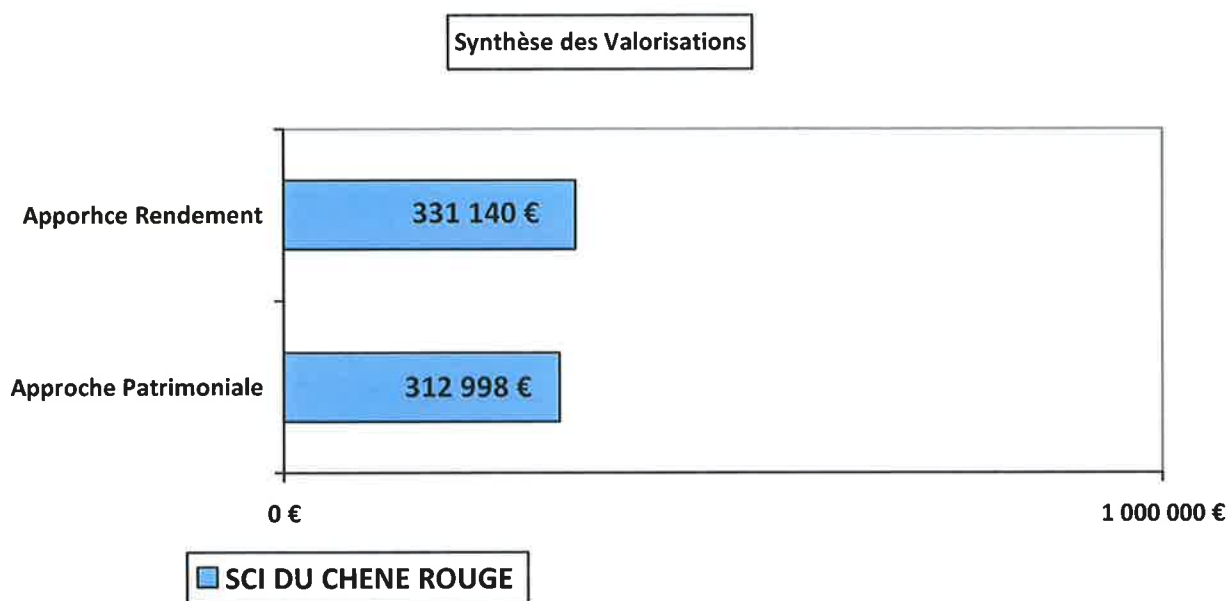 Synthèse des Valorisations
Apporhce Rendement
331 140 €
Approche Patrimoniale
312 998 €
0 €
1 000 000 €
SCI DU CHENE ROUGE